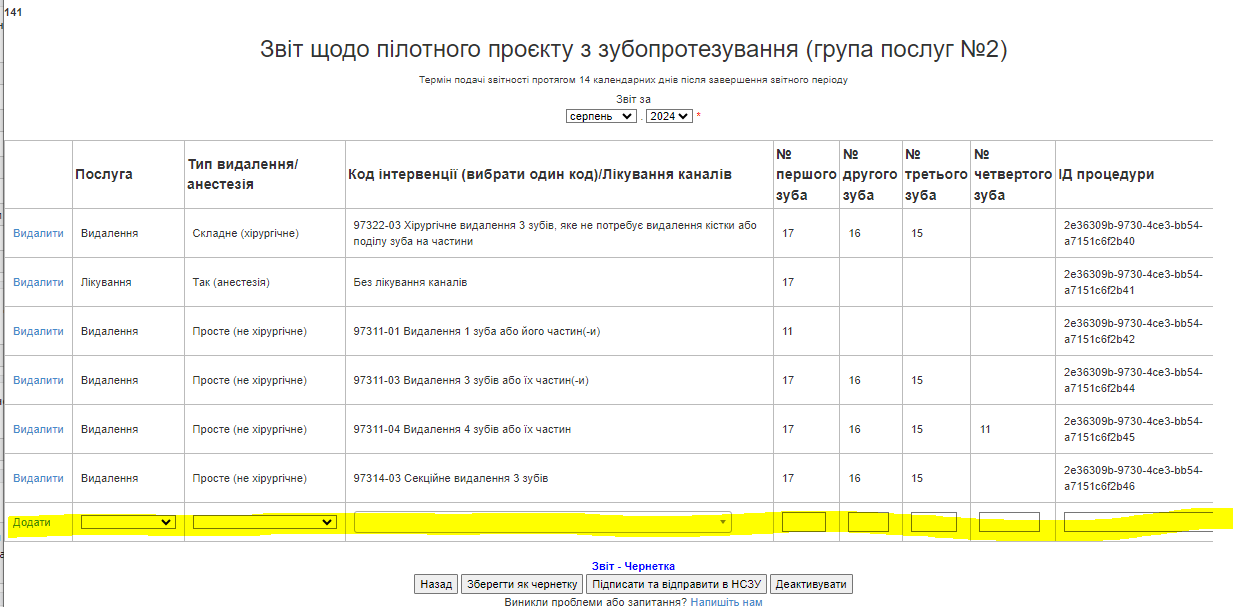 141
Звіт щодо пілотного проєкту з зубопротезування (група послуг №2)
Термін подачі звітності протягом 14 календарних днів після завершення звітного періоду
Звіт за
серпень . 2024 *
Послуга Тип видалення/ анестезія Код інтервенції (вибрати один код)/Лікування каналів № першого зуба № другого зуба № третього зуба № четвертого зуба ІД процедури
Видалити Видалення Складне (хірургічне) 97322-03 Хірургічне видалення 3 зубів, яке не потребує видалення кістки або поділу зуба на частини 17 16 15 2e36309b-9730-4ce3-bb54-a7151c6f2b40
Видалити Лікування Так (анестезія) Без лікування каналів 17 2e36309b-9730-4ce3-bb54-a7151c6f2b41
Видалити Видалення Просте (не хірургічне) 97311-01 Видалення 1 зуба або його частин(-и) 11 2e36309b-9730-4ce3-bb54-a7151c6f2b42
Видалити Видалення Просте (не хірургічне) 97311-03 Видалення 3 зубів або їх частин(-и) 17 16 15 2e36309b-9730-4ce3-bb54-a7151c6f2b44
Видалити Видалення Просте (не хірургічне) 97311-04 Видалення 4 зубів або їх частин 17 16 15 11 2e36309b-9730-4ce3-bb54-a7151c6f2b45
Видалити Видалення Просте (не хірургічне) 97314-03 Секційне видалення 3 зубів 17 16 15 2e36309b-9730-4ce3-bb54-a7151c6f2b46
Додати
Звіт - Чернетка
Назад Зберегти як чернетку Підписати та відправити в НСЗУ Деактивувати
Виникли проблеми або запитання? Напишіть нам